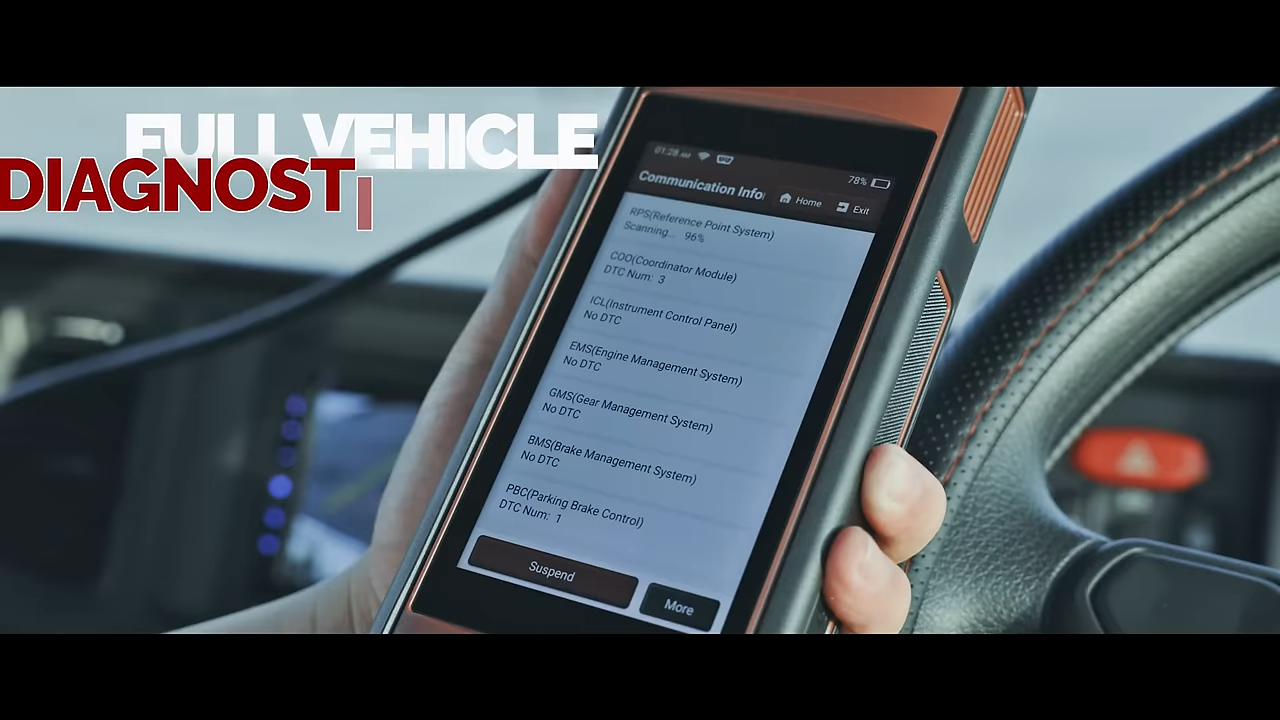 FULL VEHICLE
DIAGNOSTI
01:28 AM
78%
Communication Info
Home
Exit
RPS(Reference Point System)
Scanning... 96%
COO(Coordinator Module)
DTC Num: 3
ICL(Instrument Control Panel)
No DTC
EMS(Engine Management System)
No DTC
GMS(Gear Management System)
No DTC
BMS(Brake Management System)
No DTC
PBC(Parking Brake Control)
DTC Num: 1
Suspend
More